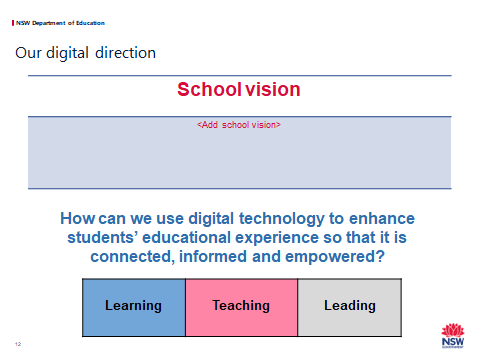 NSW Department of Education
Our digital direction
School vision
<Add school vision>
How can we use digital technology to enhance
students’ educational experience so that it is
connected, informed and empowered?
Learning Teaching Leading
12
NSW